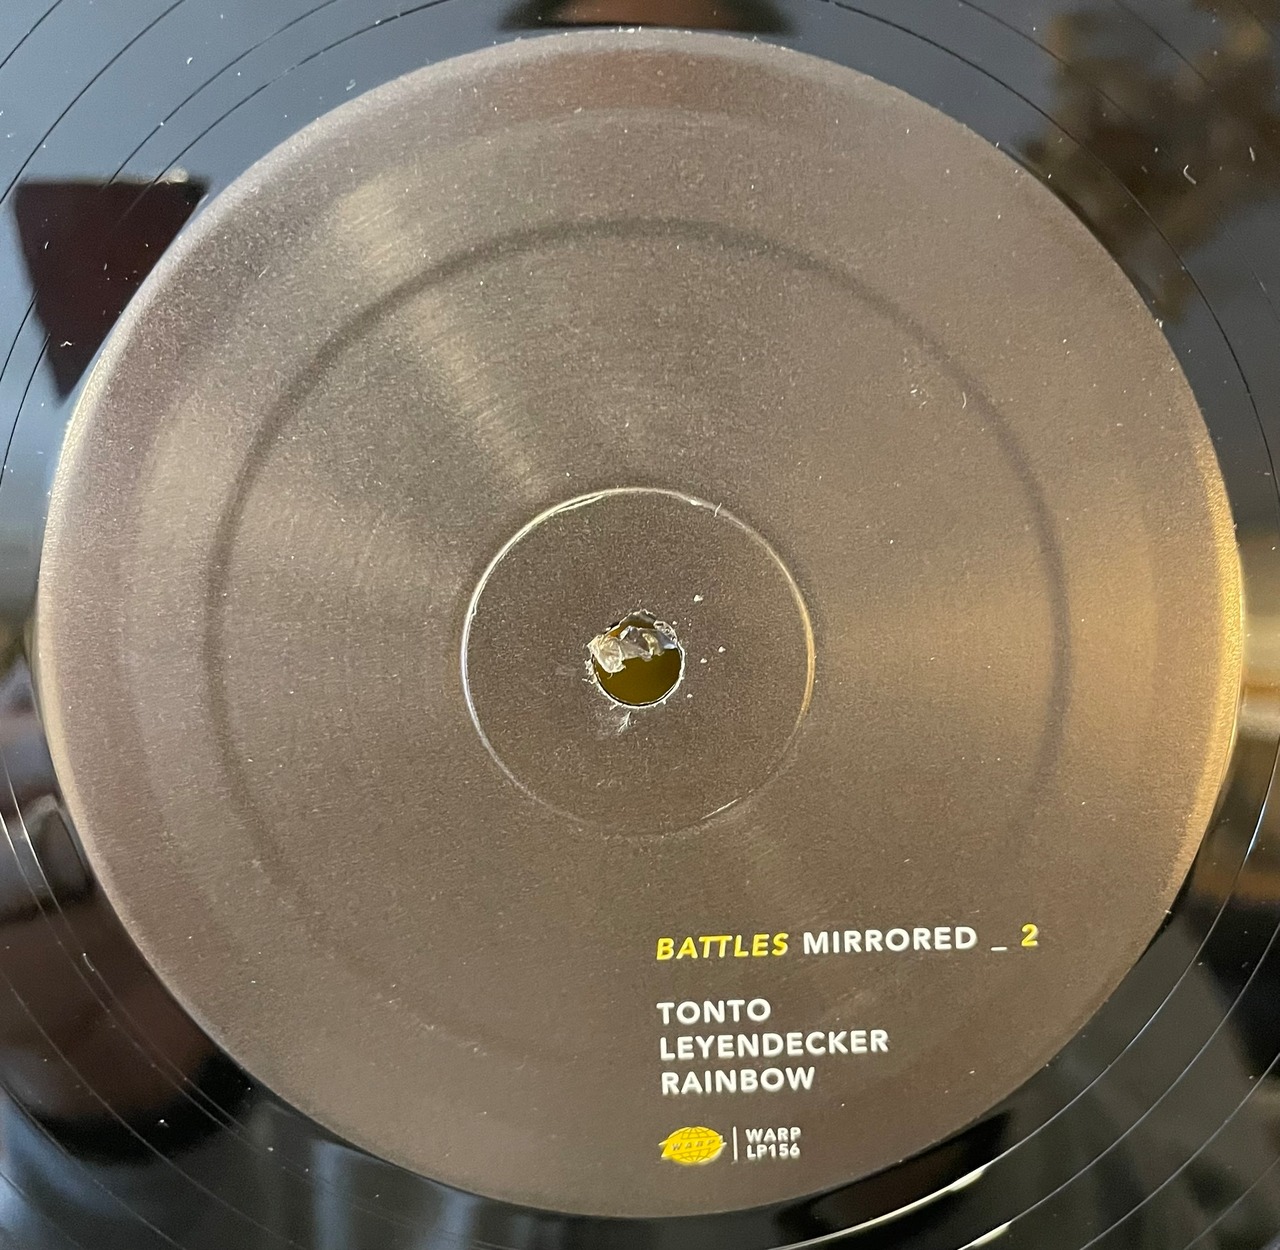 BATTLES MIRRORED _ 2
TONTO
LEYENDECKER
RAINBOW
WARP
WARP
LP156